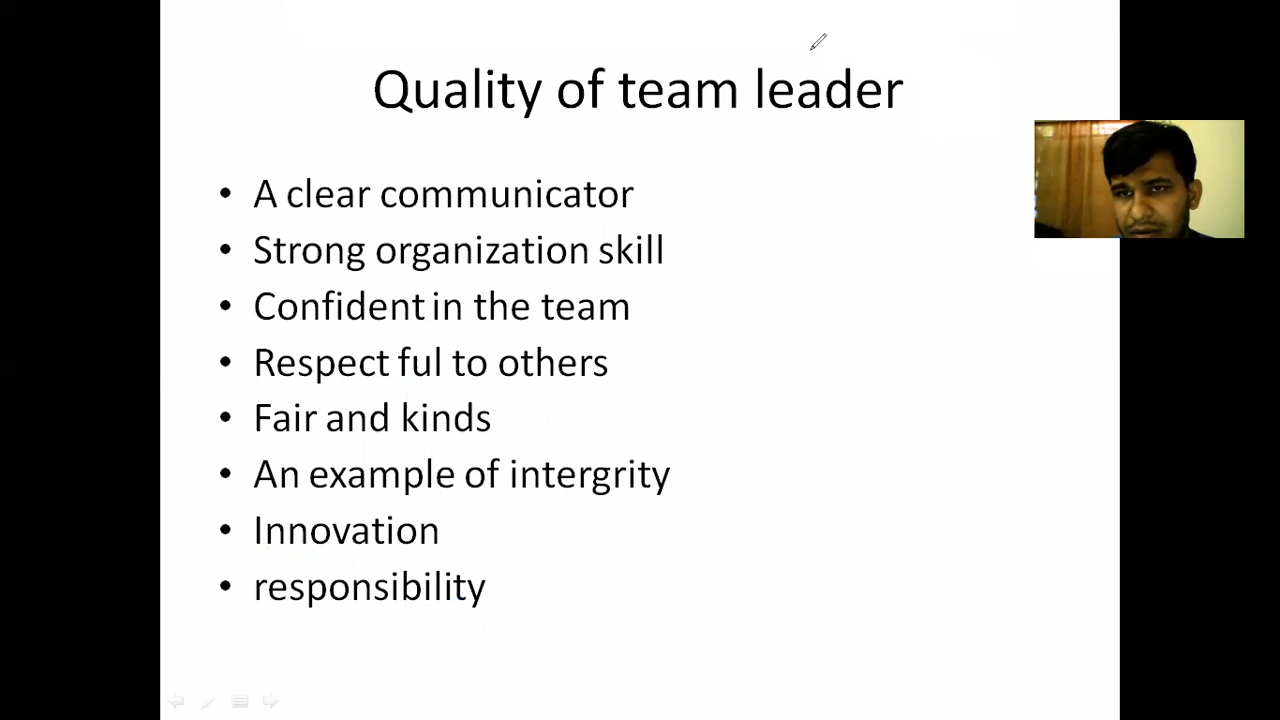 Quality of team leader
• A clear communicator
• Strong organization skill
• Confident in the team
• Respect ful to others
• Fair and kinds
• An example of intergrity
• Innovation
• responsibility